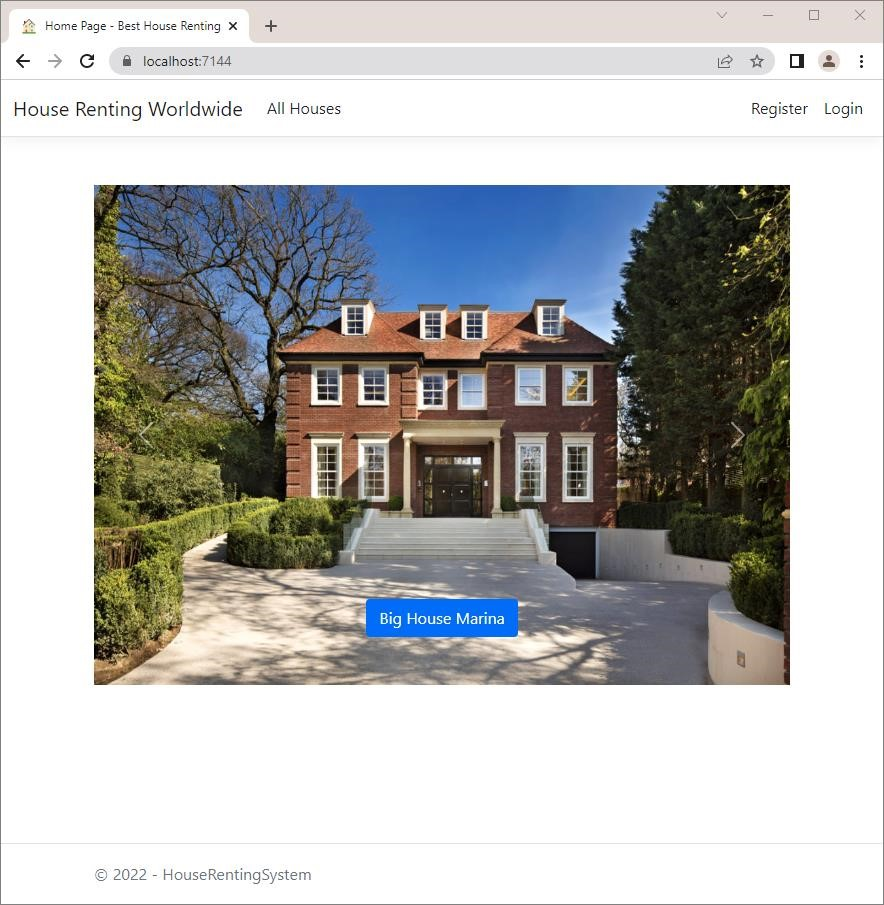 Home Page - Best House Renting
localhost:7144
House Renting Worldwide All Houses Register Login
Big House Marina
© 2022 - HouseRentingSystem